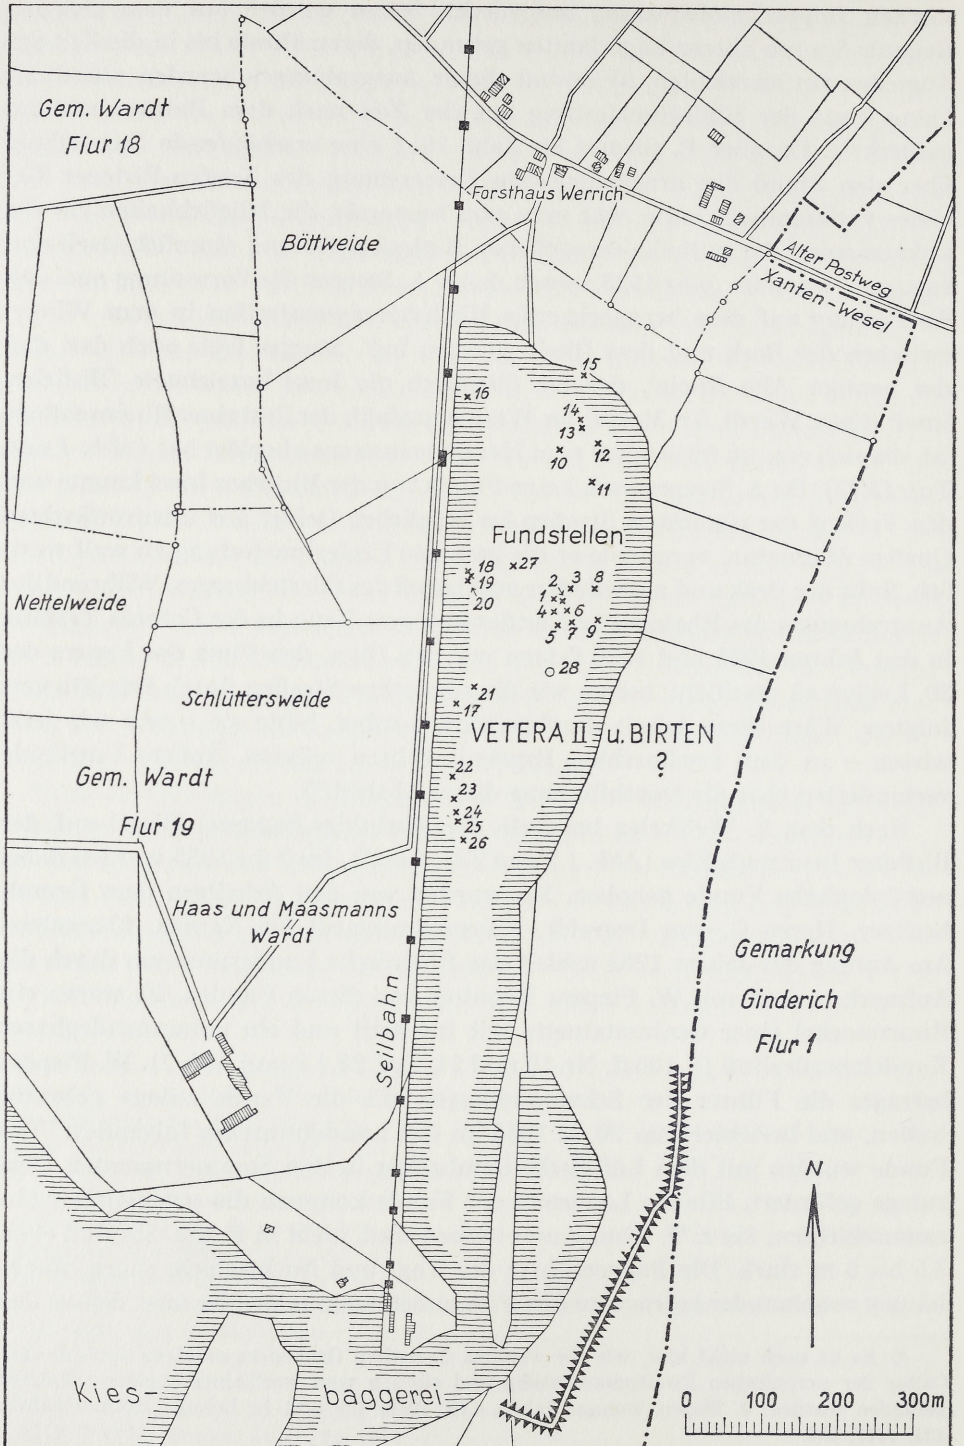 Gem. Wardt
Flur 18
Forsthaus Werrich
Böttweide
Alter Postweg
Xanten-Wesel
15
16
14
13
10
12
11
Fundstellen
18
19
20
27
2
3
8
1
4
6
5
7
9
Nettelweide
28
21
17
Schlüttersweide
VETERA II u. BIRTEN
?
Gem. Wardt
Flur 19
22
23
24
25
26
Haas und Maasmanns
Wardt
Gemarkung
Ginderich
Flur 1
Seilbahn
N
Kies-
baggerei
0 100 200 300m